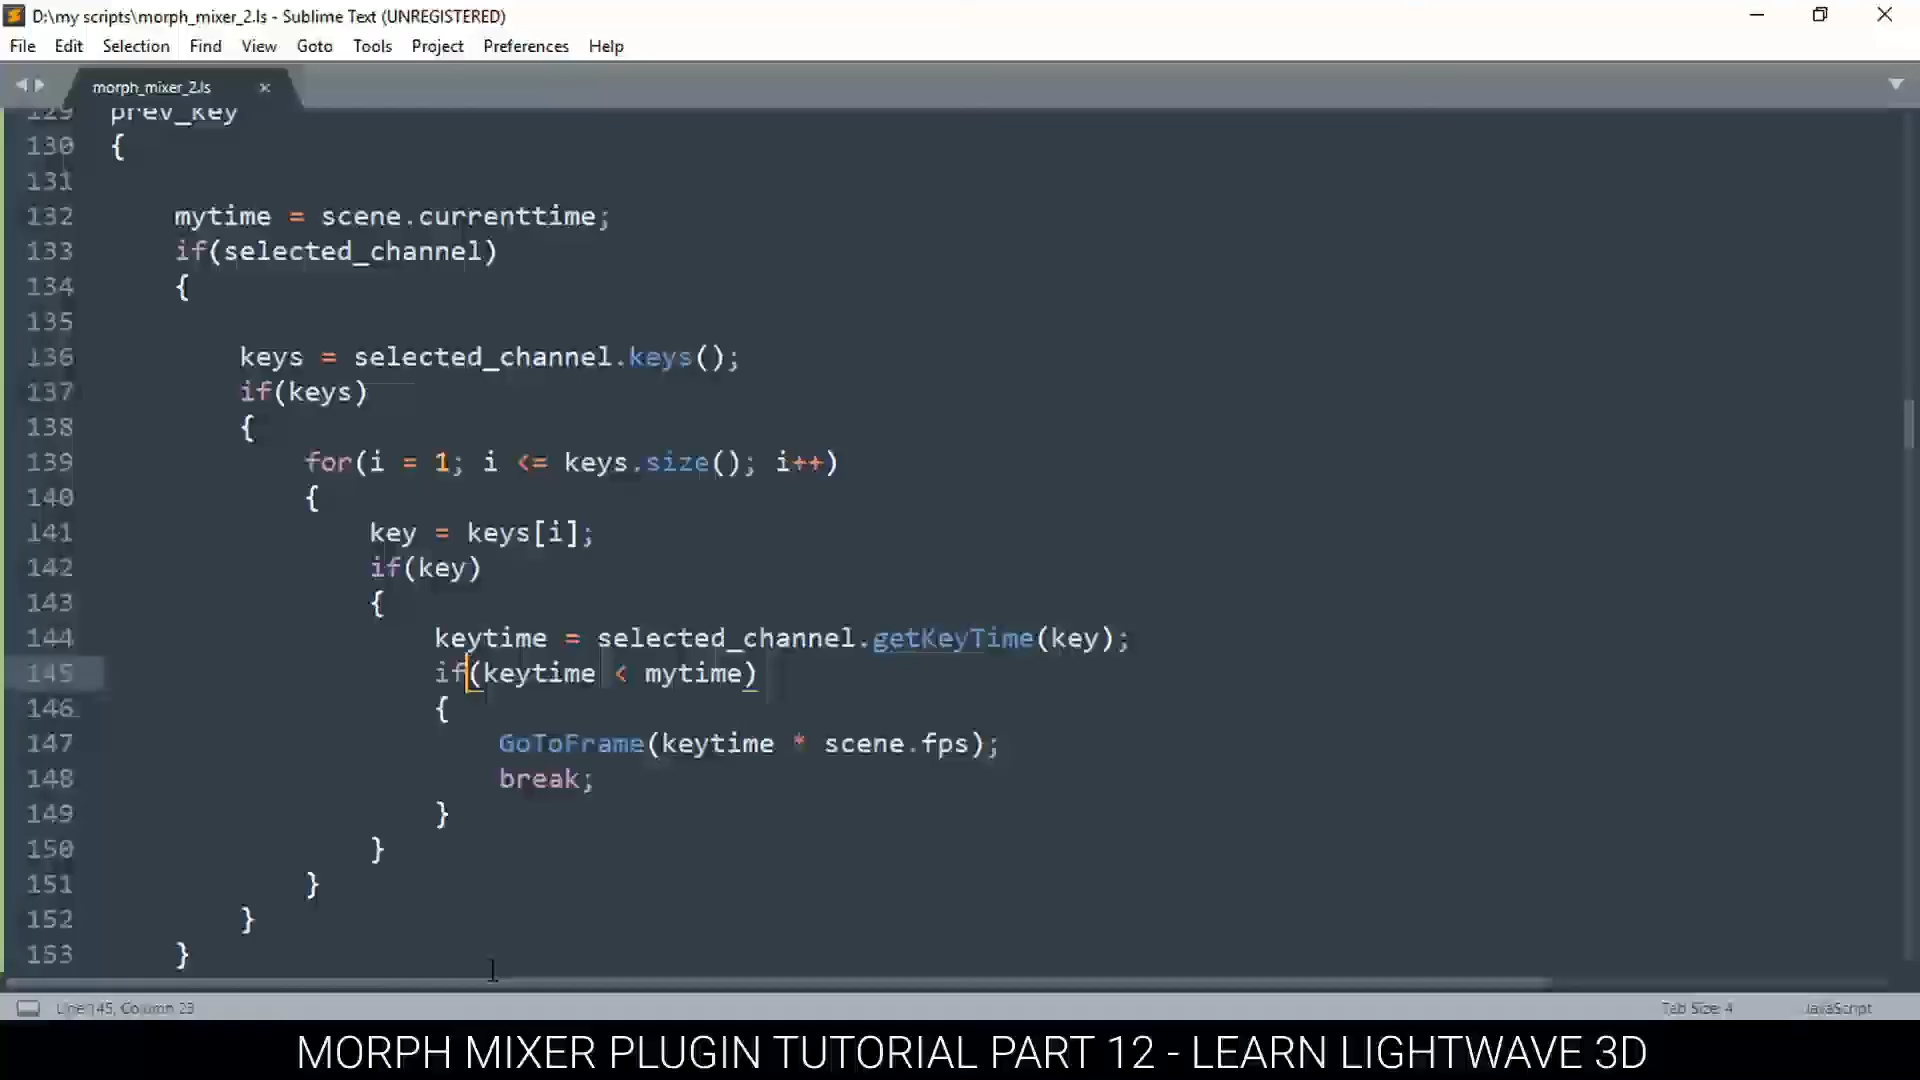 D:\my scripts\morph_mixer_2.ls - Sublime Text (UNREGISTERED)
File Edit Selection Find View Goto Tools Project Preferences Help
morph_mixer_2.ls
129 prev_key
130 {
131
132 mytime = scene.currenttime;
133 if(selected_channel)
134 {
135
136 keys = selected_channel.keys();
137 if(keys)
138 {
139 for(i = 1; i <= keys.size(); i++)
140 {
141 key = keys[i];
142 if(key)
143 {
144 keytime = selected_channel.getKeyTime(key);
145 if(keytime < mytime)
146 {
147 GoToFrame(keytime * scene.fps);
148 break;
149 }
150 }
151 }
152 }
153 }
Line 145, Column 23 Tab Size: 4 JavaScript
MORPH MIXER PLUGIN TUTORIAL PART 12 - LEARN LIGHTWAVE 3D